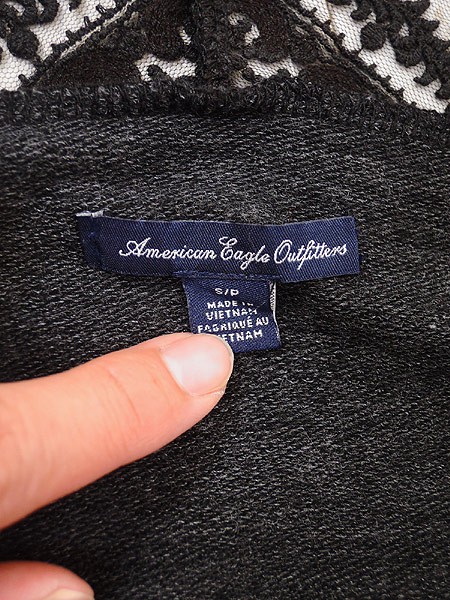 American Eagle Outfitters
S/P
MADE IN
VIETNAM
FABRIQUÉ AU
VIETNAM